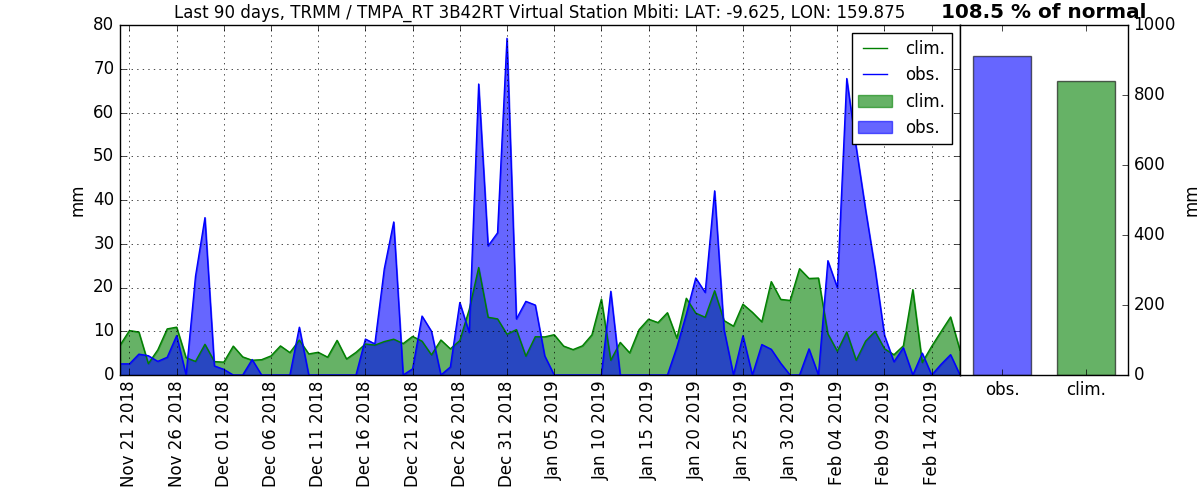 Last 90 days, TRMM / TMPA_RT 3B42RT Virtual Station Mbiti: LAT: -9.625, LON: 159.875
108.5 % of normal
80
70
60
50
40
30
20
10
0
mm
clim.
obs.
clim.
obs.
Nov 21 2018
Nov 26 2018
Dec 01 2018
Dec 06 2018
Dec 11 2018
Dec 16 2018
Dec 21 2018
Dec 26 2018
Dec 31 2018
Jan 05 2019
Jan 10 2019
Jan 15 2019
Jan 20 2019
Jan 25 2019
Jan 30 2019
Feb 04 2019
Feb 09 2019
Feb 14 2019
1000
800
600
400
200
0
mm
obs.
clim.